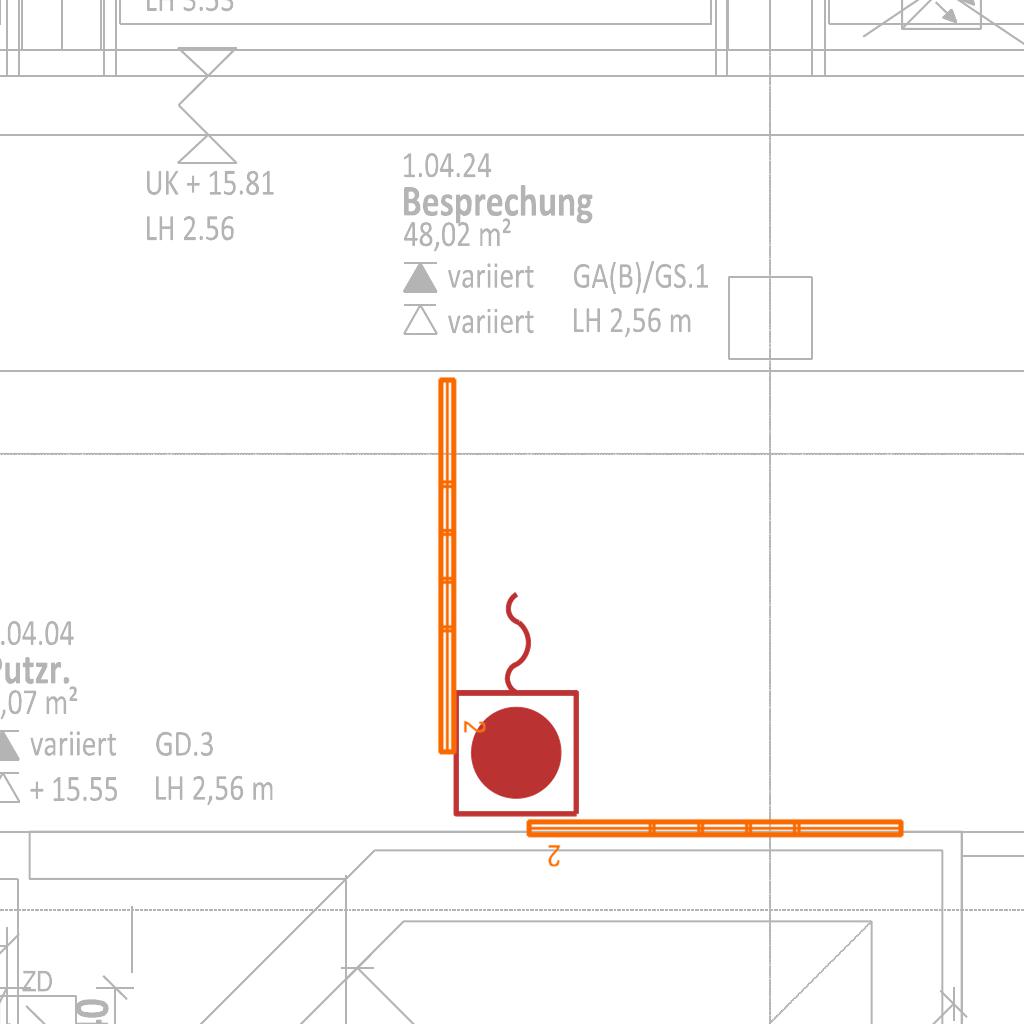 LH 3.53
UK + 15.81
LH 2.56
1.04.24
Besprechung
48,02 m²
variiert GA(B)/GS.1
variiert LH 2,56 m
.04.04
Putzr.
,07 m²
variiert GD.3
+ 15.55 LH 2,56 m
2
2
ZD